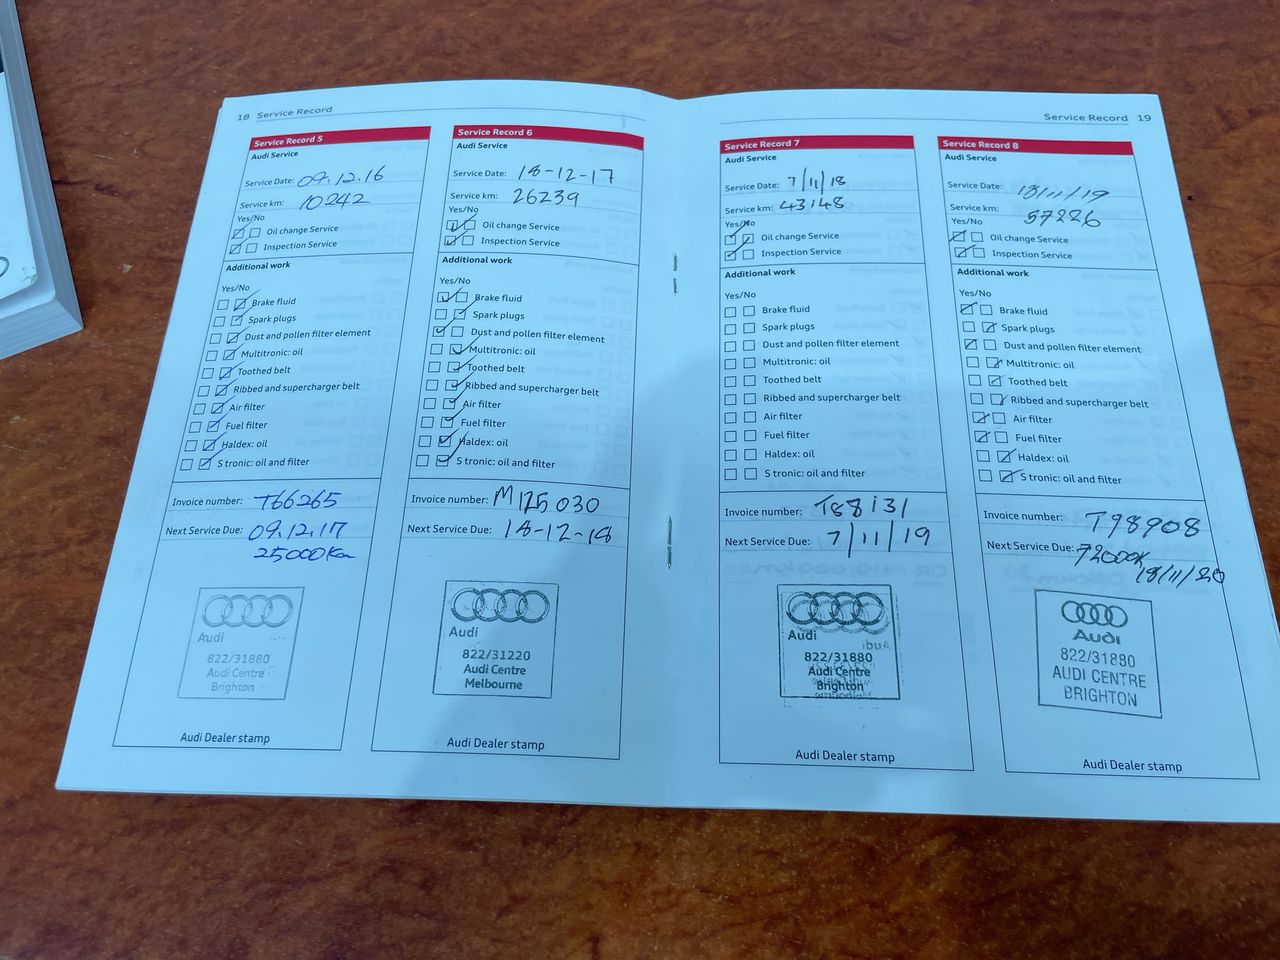 18 Service Record
Service Record 5
Audi Service
Service Date: 09.12.16
Service km: 10242
Yes/No
Oil change Service
Inspection Service
Additional work
Yes/No
Brake fluid
Spark plugs
Dust and pollen filter element
Multitronic: oil
Toothed belt
Ribbed and supercharger belt
Air filter
Fuel filter
Haldex: oil
S tronic: oil and filter
Invoice number: T66265
Next Service Due: 09.12.17
25000Km
Audi
822/31880
Audi Centre
Brighton
Audi Dealer stamp
Service Record 6
Audi Service
Service Date: 18-12-17
Service km: 26239
Yes/No
Oil change Service
Inspection Service
Additional work
Yes/No
Brake fluid
Spark plugs
Dust and pollen filter element
Multitronic: oil
Toothed belt
Ribbed and supercharger belt
Air filter
Fuel filter
Haldex: oil
S tronic: oil and filter
Invoice number: M125030
Next Service Due: 18-12-18
Audi
822/31220
Audi Centre
Melbourne
Audi Dealer stamp
Service Record 19
Service Record 7
Audi Service
Service Date: 7/11/18
Service km: 43148
Yes/No
Oil change Service
Inspection Service
Additional work
Yes/No
Brake fluid
Spark plugs
Dust and pollen filter element
Multitronic: oil
Toothed belt
Ribbed and supercharger belt
Air filter
Fuel filter
Haldex: oil
S tronic: oil and filter
Invoice number: T88131
Next Service Due: 7/11/19
Audi
822/31880
Audi Centre
Brighton
Audi Dealer stamp
Service Record 8
Audi Service
Service Date: 18/11/19
Service km: 57226
Yes/No
Oil change Service
Inspection Service
Additional work
Yes/No
Brake fluid
Spark plugs
Dust and pollen filter element
Multitronic: oil
Toothed belt
Ribbed and supercharger belt
Air filter
Fuel filter
Haldex: oil
S tronic: oil and filter
Invoice number: T98908
Next Service Due: 72000K
18/11/20
Audi
822/31880
AUDI CENTRE
BRIGHTON
Audi Dealer stamp